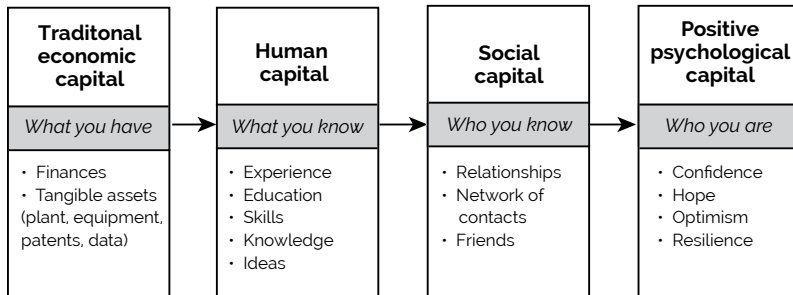 Traditonal
economic
capital
What you have
• Finances
• Tangible assets
(plant, equipment,
patents, data)
Human
capital
What you know
• Experience
• Education
• Skills
• Knowledge
• Ideas
Social
capital
Who you know
• Relationships
• Network of
contacts
• Friends
Positive
psychological
capital
Who you are
• Confidence
• Hope
• Optimism
• Resilience